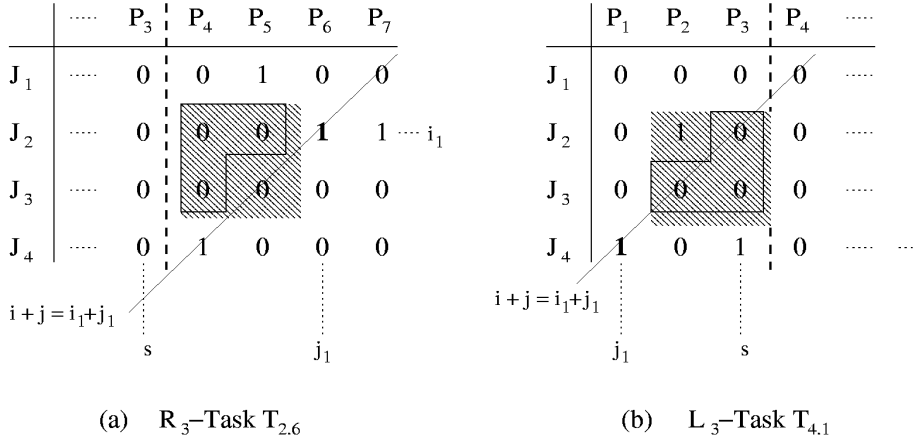 ..... P3 P4 P5 P6 P7
J1 ..... 0 0 1 0 0
J2 ..... 0 0 0 1 1 ..... i1
J3 ..... 0 0 0 0 0
J4 ..... 0 1 0 0 0
i + j = i1+j1
s j1
(a) R3–Task T2.6
P1 P2 P3 P4
J1 0 0 0 0 .....
J2 0 1 0 0 .....
J3 0 0 0 0 .....
J4 1 0 1 0 ..... ...
i + j = i1+j1
j1 s
(b) L3–Task T4.1